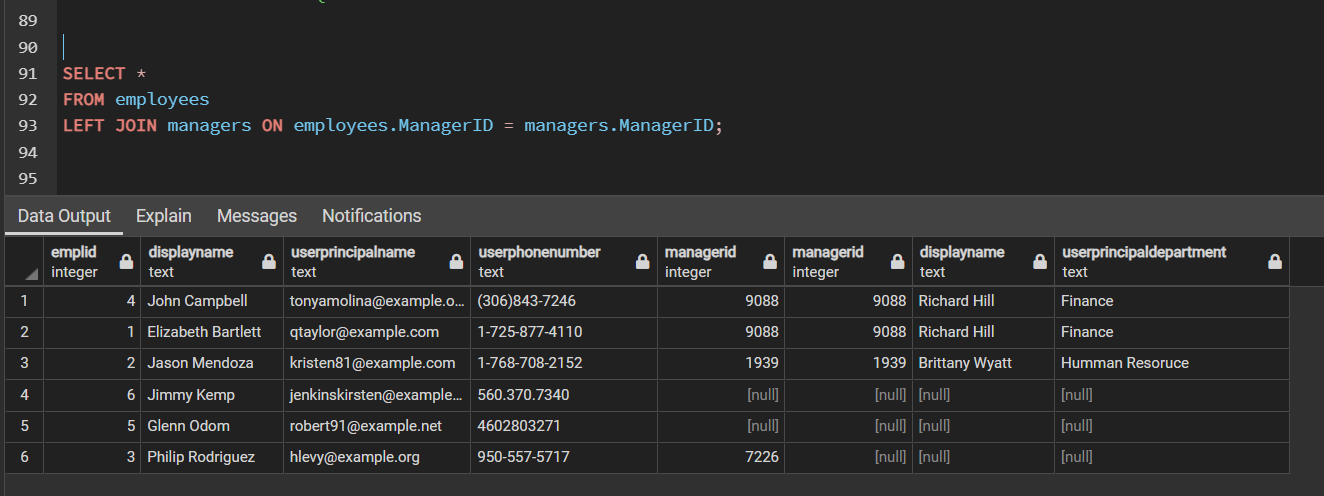 89
90
91 SELECT *
92 FROM employees
93 LEFT JOIN managers ON employees.ManagerID = managers.ManagerID;
94
95
Data Output Explain Messages Notifications
emplid displayname userprincipalname userphonenumber managerid managerid displayname userprincipaldepartment
integer text text text integer integer text text
1 4 John Campbell tonyamolina@example.o... (306)843-7246 9088 9088 Richard Hill Finance
2 1 Elizabeth Bartlett qtaylor@example.com 1-725-877-4110 9088 9088 Richard Hill Finance
3 2 Jason Mendoza kristen81@example.com 1-768-708-2152 1939 1939 Brittany Wyatt Humman Resoruce
4 6 Jimmy Kemp jenkinskirsten@example... 560.370.7340 [null] [null] [null] [null]
5 5 Glenn Odom robert91@example.net 4602803271 [null] [null] [null] [null]
6 3 Philip Rodriguez hlevy@example.org 950-557-5717 7226 [null] [null] [null]